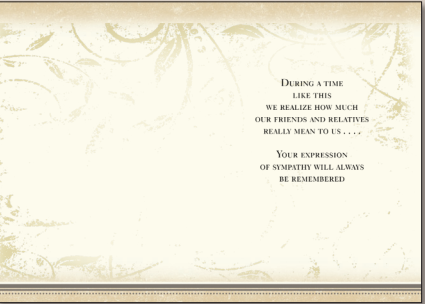 During a time
like this
we realize how much
our friends and relatives
really mean to us . . . .
Your expression
of sympathy will always
be remembered